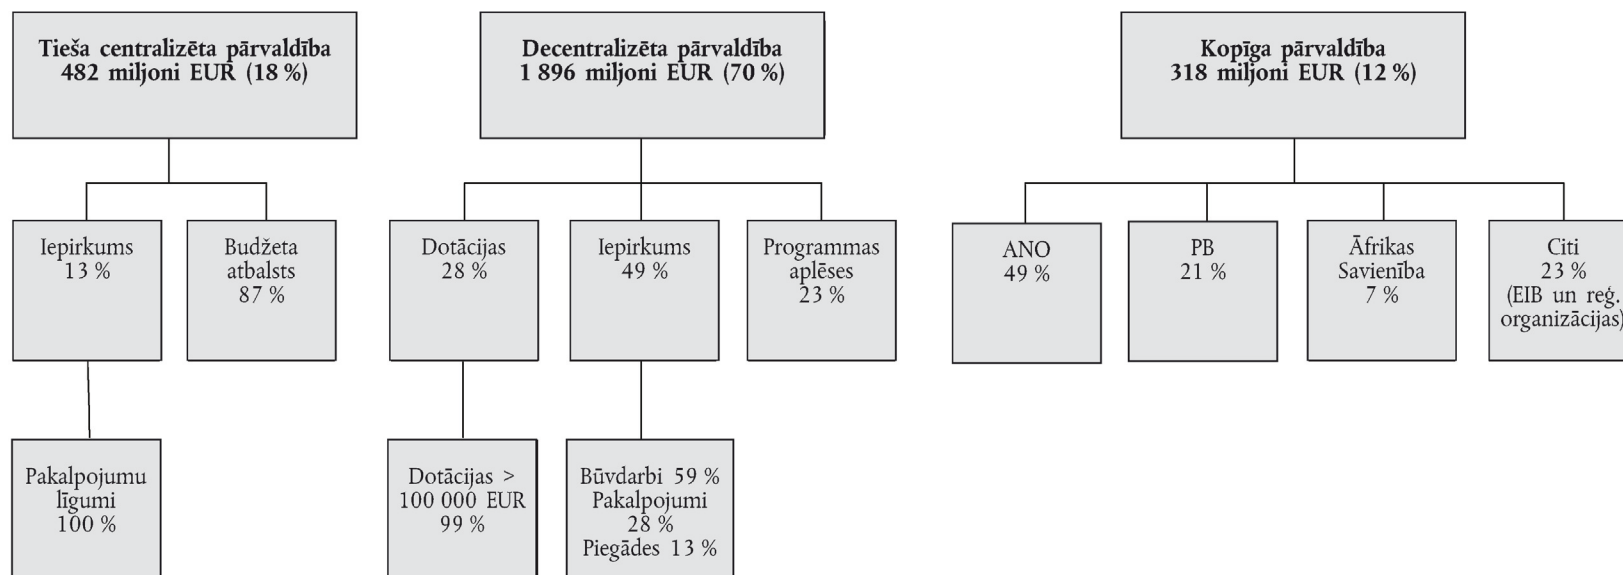 Tieša centralizēta pārvaldība
482 miljoni EUR (18 %)
Decentralizēta pārvaldība
1 896 miljoni EUR (70 %)
Kopīga pārvaldība
318 miljoni EUR (12 %)
Iepirkums
13 %
Budžeta
atbalsts
87 %
Dotācijas
28 %
Iepirkums
49 %
Programmas
aplēses
23 %
ANO
49 %
PB
21 %
Āfrikas
Savienība
7 %
Citi
23 %
(EIB un reģ.
organizācijas)
Pakalpojumu
līgumi
100 %
Dotācijas >
100 000 EUR
99 %
Būvdarbi 59 %
Pakalpojumi
28 %
Piegādes 13 %